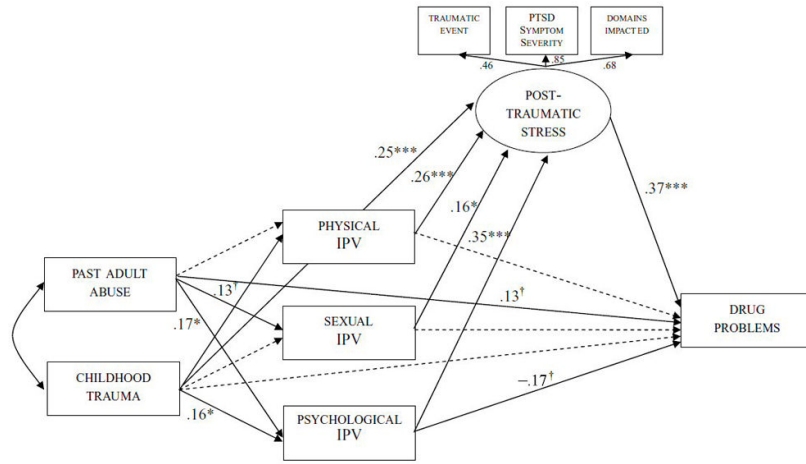 TRAUMATIC
EVENT
PTSD
SYMPTOM
SEVERITY
DOMAINS
IMPACTED
.46
.85
.68
POST-
TRAUMATIC
STRESS
.25***
.26***
.16*
.35***
.37***
PHYSICAL
IPV
PAST ADULT
ABUSE
.13†
.13†
SEXUAL
IPV
DRUG
PROBLEMS
.17*
CHILDHOOD
TRAUMA
.16*
–.17†
PSYCHOLOGICAL
IPV